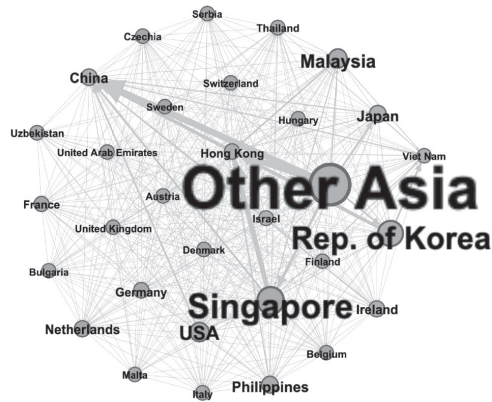 Serbia
Czechia
Thailand
Malaysia
China
Switzerland
Sweden
Hungary
Japan
Uzbekistan
United Arab Emirates
Hong Kong
Viet Nam
Other Asia
Austria
France
Israel
United Kingdom
Rep. of Korea
Denmark
Finland
Bulgaria
Germany
Singapore
Ireland
Netherlands
USA
Belgium
Malta
Philippines
Italy